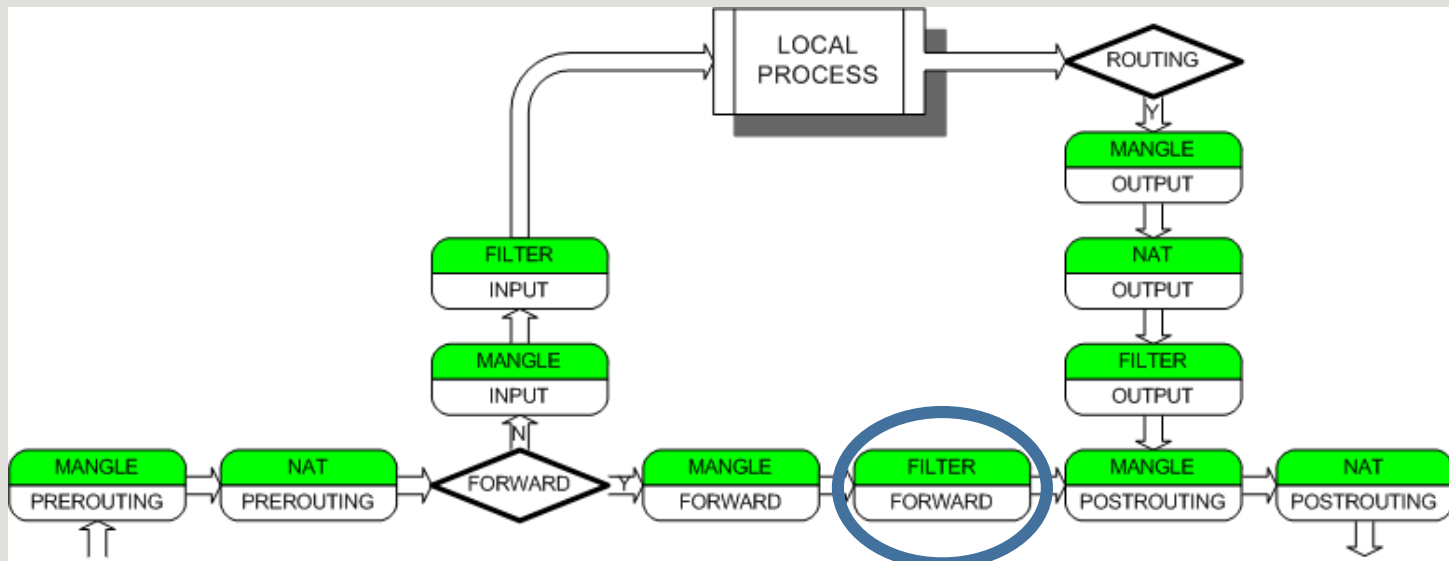 LOCAL
PROCESS
ROUTING
Y
MANGLE
OUTPUT
FILTER
INPUT
NAT
OUTPUT
MANGLE
INPUT
FILTER
OUTPUT
N
MANGLE
PREROUTING
NAT
PREROUTING
FORWARD
Y
MANGLE
FORWARD
FILTER
FORWARD
MANGLE
POSTROUTING
NAT
POSTROUTING